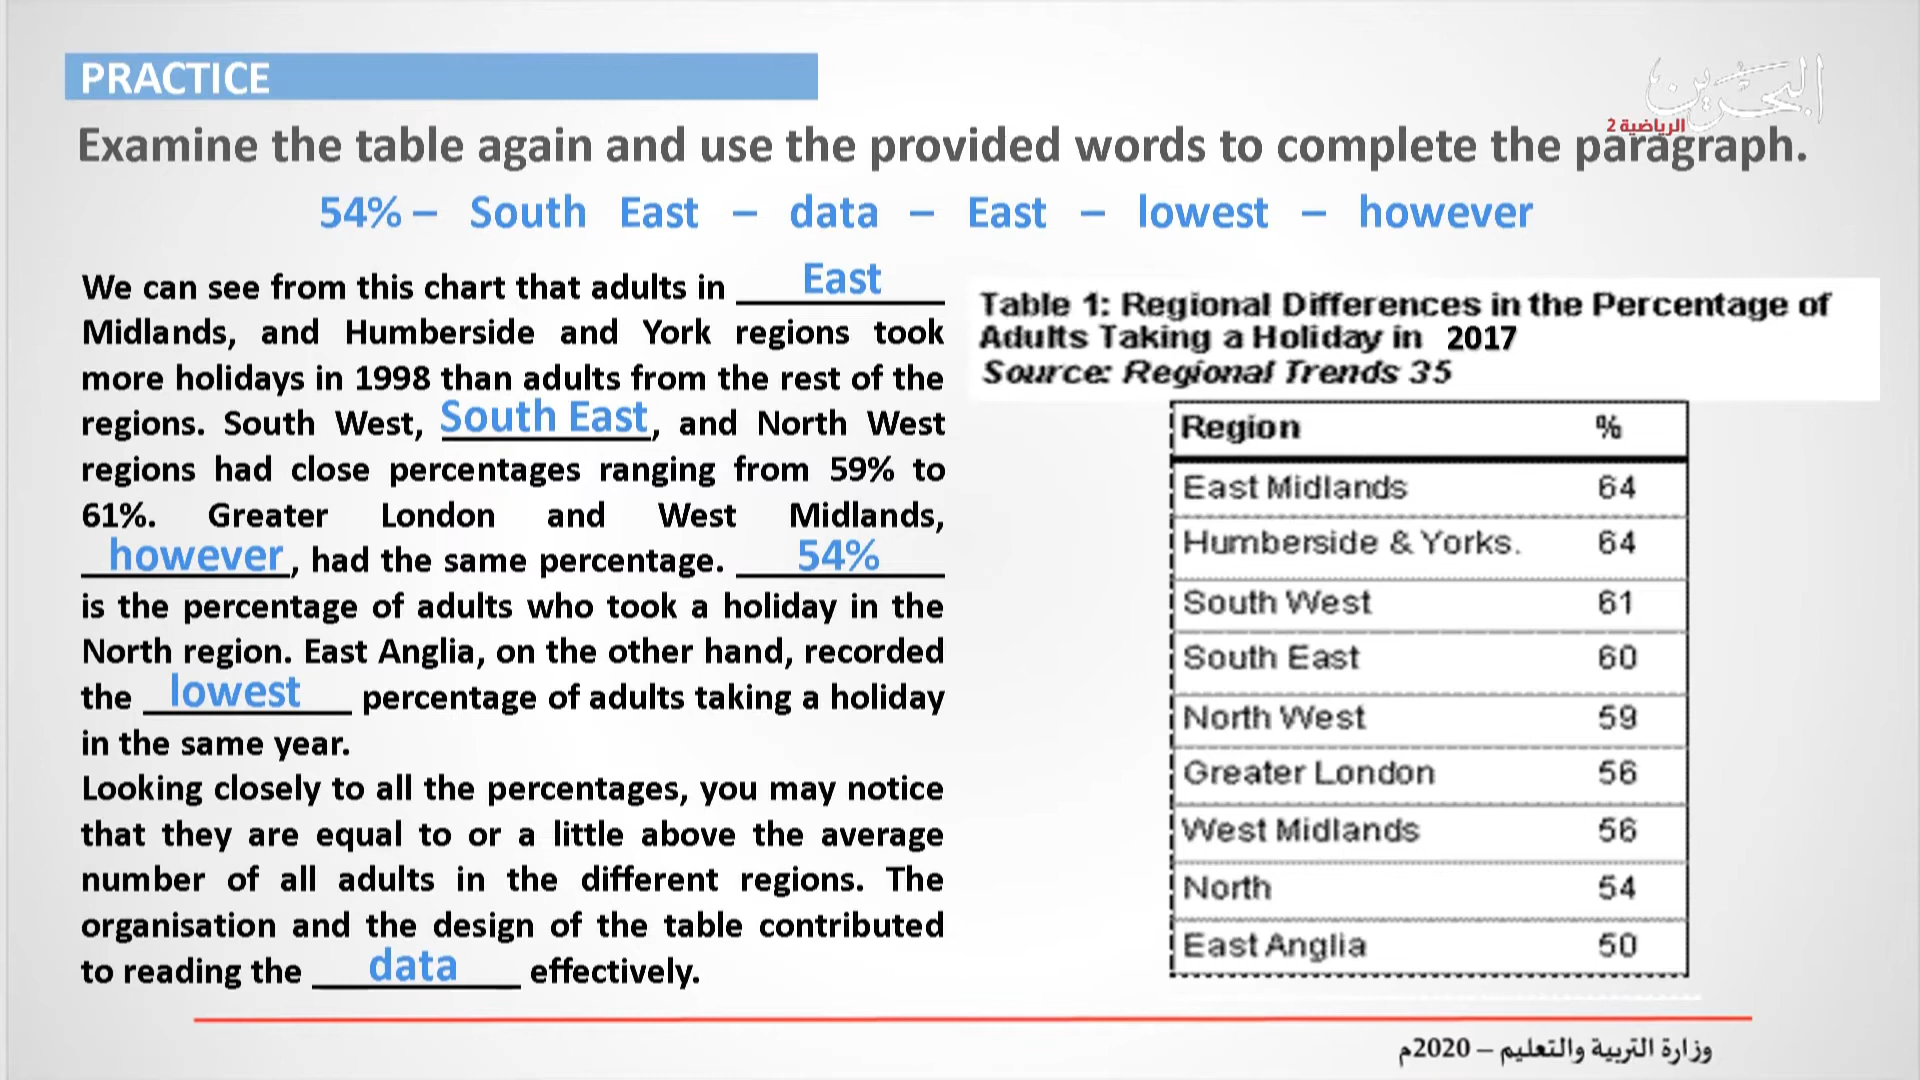 PRACTICE
البحرين
الرياضية 2
Examine the table again and use the provided words to complete the paragraph.
54% – South East – data – East – lowest – however
We can see from this chart that adults in East
Midlands, and Humberside and York regions took
more holidays in 1998 than adults from the rest of the
regions. South West, South East, and North West
regions had close percentages ranging from 59% to
61%. Greater London and West Midlands,
however, had the same percentage. 54%
is the percentage of adults who took a holiday in the
North region. East Anglia, on the other hand, recorded
the lowest percentage of adults taking a holiday
in the same year.
Looking closely to all the percentages, you may notice
that they are equal to or a little above the average
number of all adults in the different regions. The
organisation and the design of the table contributed
to reading the data effectively.
Table 1: Regional Differences in the Percentage of
Adults Taking a Holiday in 2017
Source: Regional Trends 35
Region %
East Midlands 64
Humberside & Yorks. 64
South West 61
South East 60
North West 59
Greater London 56
West Midlands 56
North 54
East Anglia 50
وزارة التربية والتعليم – 2020م